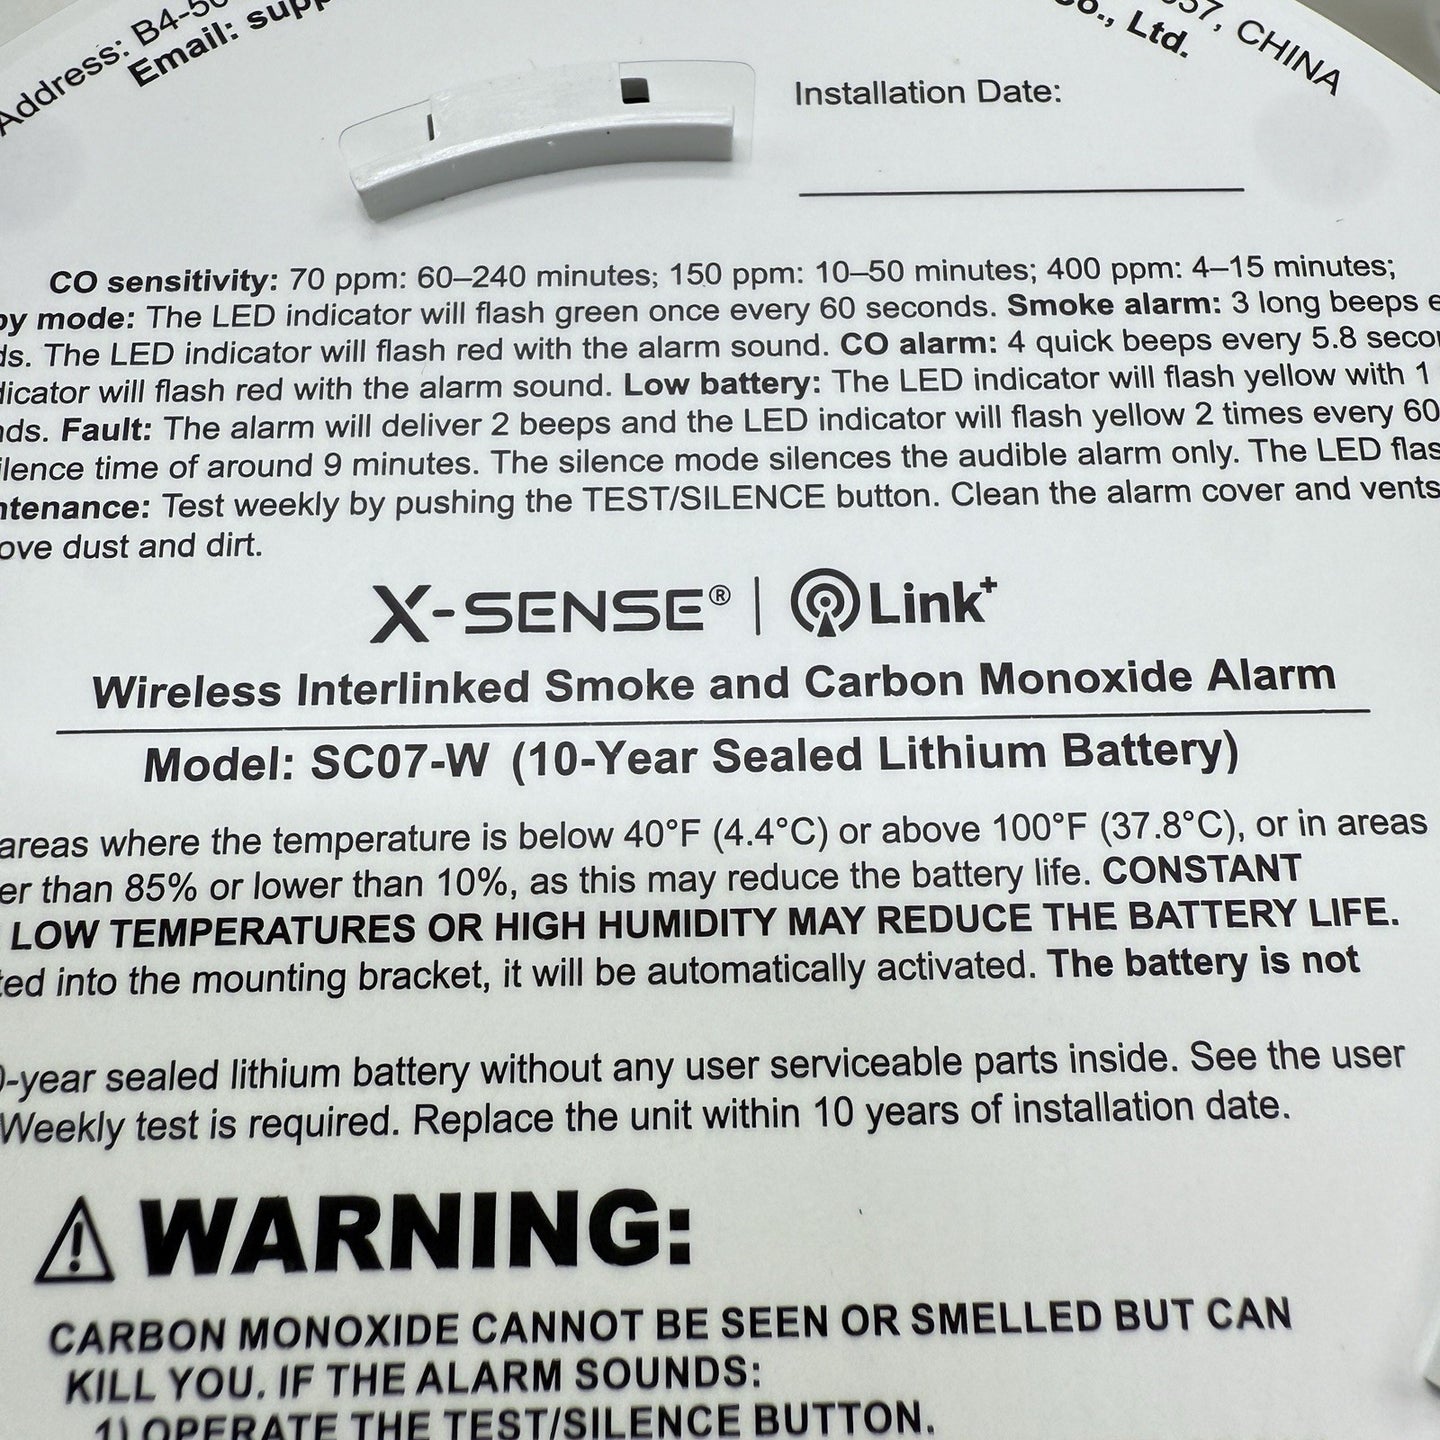 Address: B4-50
Email: supp
57, CHINA
Co., Ltd.
Installation Date:
CO sensitivity: 70 ppm: 60–240 minutes; 150 ppm: 10–50 minutes; 400 ppm: 4–15 minutes;
by mode: The LED indicator will flash green once every 60 seconds. Smoke alarm: 3 long beeps e
ds. The LED indicator will flash red with the alarm sound. CO alarm: 4 quick beeps every 5.8 secon
dicator will flash red with the alarm sound. Low battery: The LED indicator will flash yellow with 1
nds. Fault: The alarm will deliver 2 beeps and the LED indicator will flash yellow 2 times every 60
ilence time of around 9 minutes. The silence mode silences the audible alarm only. The LED flas
ntenance: Test weekly by pushing the TEST/SILENCE button. Clean the alarm cover and vents
ove dust and dirt.
X-SENSE® | Link+
Wireless Interlinked Smoke and Carbon Monoxide Alarm
Model: SC07-W (10-Year Sealed Lithium Battery)
areas where the temperature is below 40°F (4.4°C) or above 100°F (37.8°C), or in areas
er than 85% or lower than 10%, as this may reduce the battery life. CONSTANT
LOW TEMPERATURES OR HIGH HUMIDITY MAY REDUCE THE BATTERY LIFE.
ted into the mounting bracket, it will be automatically activated. The battery is not
0-year sealed lithium battery without any user serviceable parts inside. See the user
Weekly test is required. Replace the unit within 10 years of installation date.
WARNING:
CARBON MONOXIDE CANNOT BE SEEN OR SMELLED BUT CAN
KILL YOU. IF THE ALARM SOUNDS:
1) OPERATE THE TEST/SILENCE BUTTON.